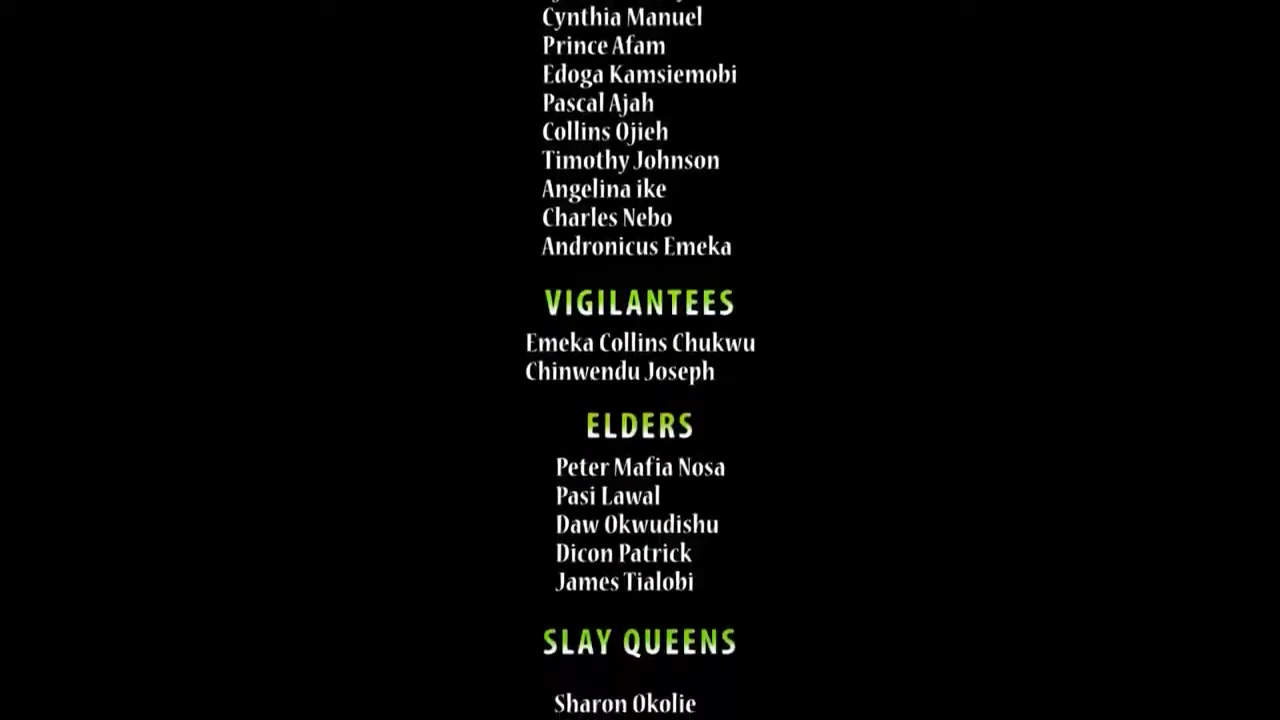 Cynthia Manuel
Prince Afam
Edoga Kamsiemobi
Pascal Ajah
Collins Ojieh
Timothy Johnson
Angelina ike
Charles Nebo
Andronicus Emeka
VIGILANTEES
Emeka Collins Chukwu
Chinwendu Joseph
ELDERS
Peter Mafia Nosa
Pasi Lawal
Daw Okwudishu
Dicon Patrick
James Tialobi
SLAY QUEENS
Sharon Okolie